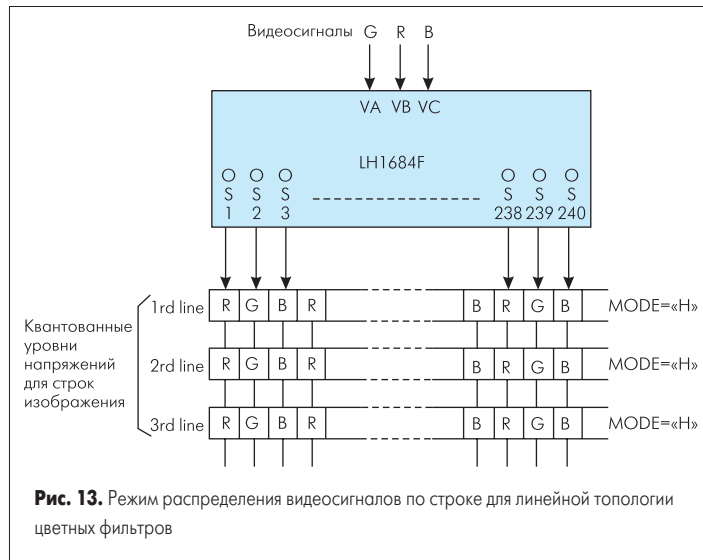 Видеосигналы G R B
VA VB VC
LH1684F
O O O O O O
S S S S S S
1 2 3 238 239 240
Квантованные
уровни
напряжений
для строк
изображения
1rd line R G B R B R G B MODE=«H»
2rd line R G B R B R G B MODE=«H»
3rd line R G B R B R G B MODE=«H»
Рис. 13. Режим распределения видеосигналов по строке для линейной топологии
цветных фильтров